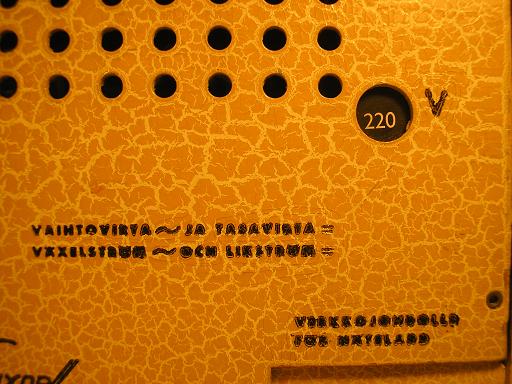 220 V
VAIHTOVIRTA ~ JA TASAVIRTA =
VÄXELSTRÖM ~ OCH LIKSTRÖM =
VERKKOJOHDOLLE
FÖR NÄTSLADD